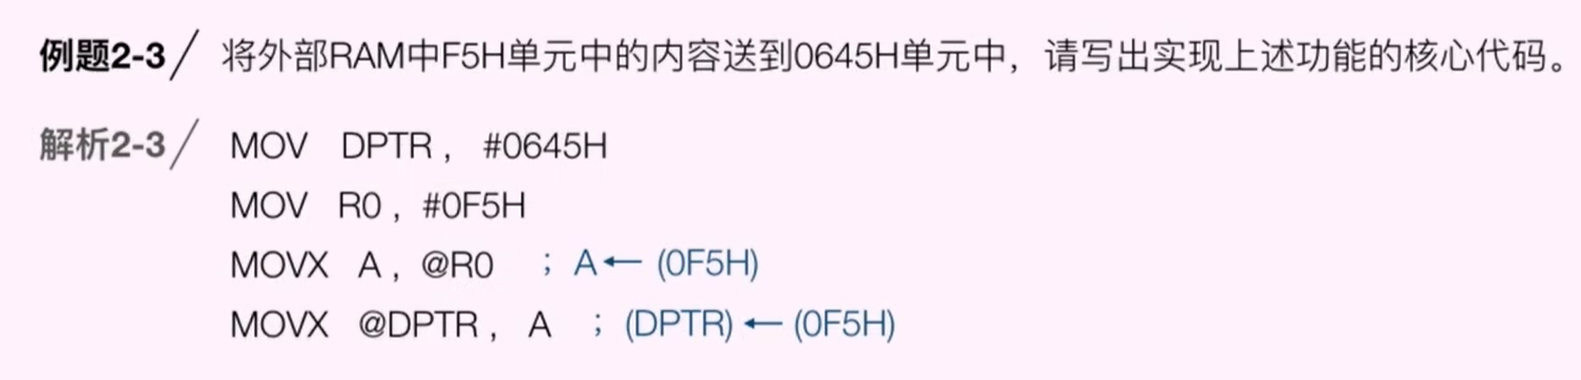 例题2-3/ 将外部RAM中F5H单元中的内容送到0645H单元中，请写出实现上述功能的核心代码。
解析2-3/ MOV DPTR， #0645H
MOV R0，#0F5H
MOVX A，@R0 ；A← (0F5H)
MOVX @DPTR， A ；(DPTR)← (0F5H)